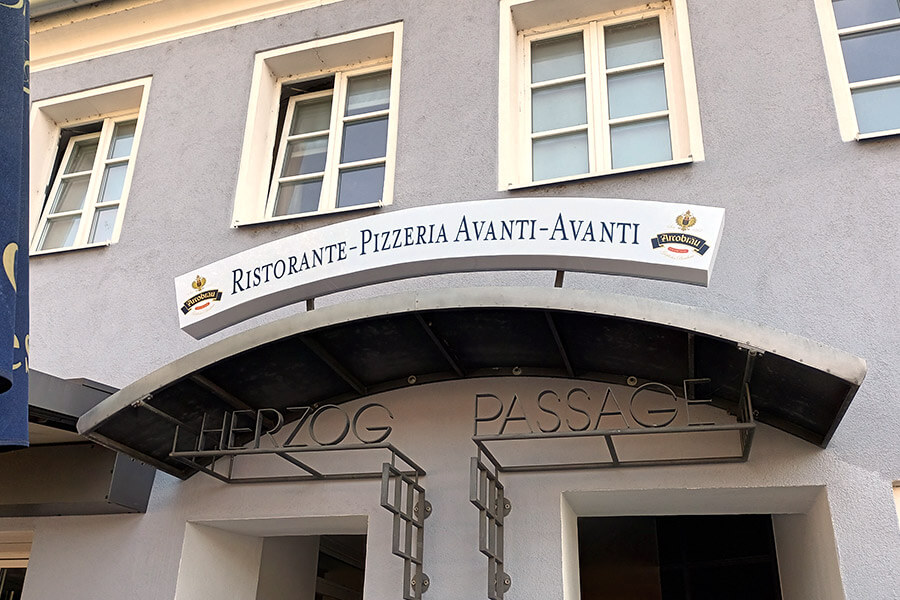 Arcobräu RISTORANTE-PIZZERIA AVANTI-AVANTI Arcobräu
HERZOG PASSAGE